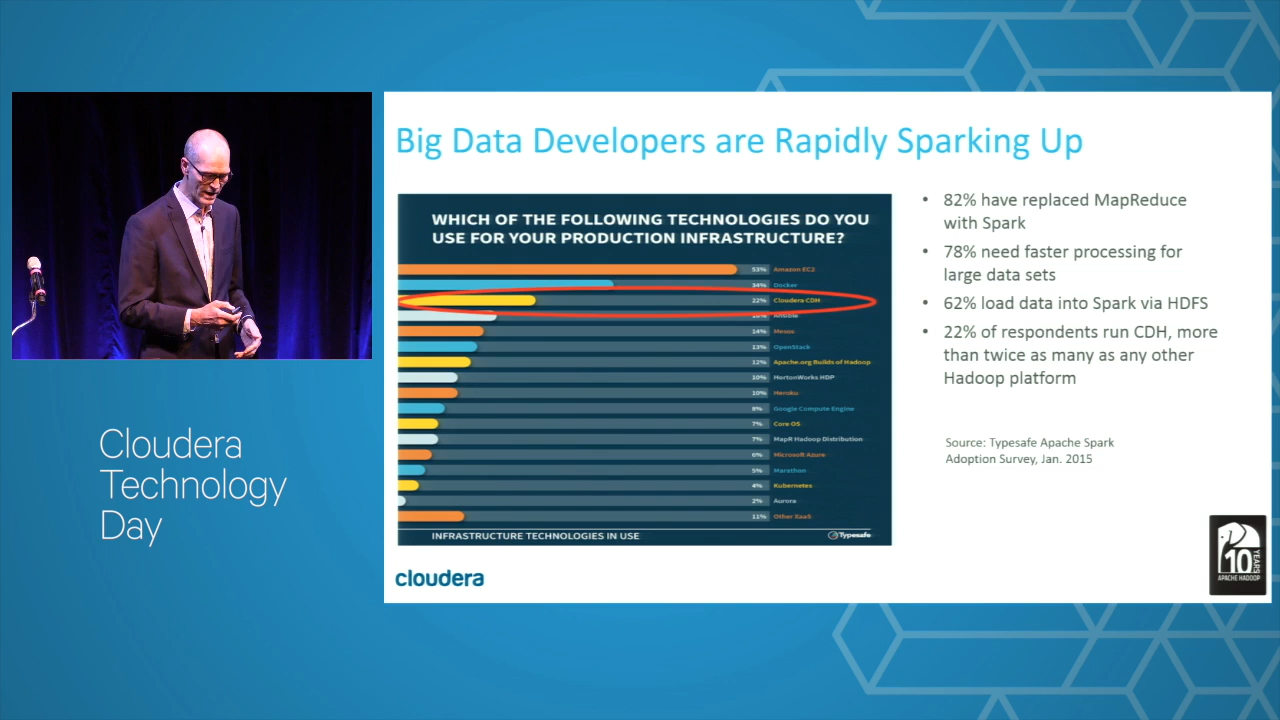 Big Data Developers are Rapidly Sparking Up
WHICH OF THE FOLLOWING TECHNOLOGIES DO YOU
USE FOR YOUR PRODUCTION INFRASTRUCTURE?
53% Amazon EC2
34% Docker
22% Cloudera CDH
Ansible
14% Mesos
13% OpenStack
12% Apache.org Builds of Hadoop
10% HortonWorks HDP
10% Heroku
8% Google Compute Engine
7% Core OS
7% MapR Hadoop Distribution
6% Microsoft Azure
5% Marathon
4% Kubernetes
2% Aurora
11% Other XaaS
INFRASTRUCTURE TECHNOLOGIES IN USE
Typesafe
• 82% have replaced MapReduce
with Spark
• 78% need faster processing for
large data sets
• 62% load data into Spark via HDFS
• 22% of respondents run CDH, more
than twice as many as any other
Hadoop platform
Source: Typesafe Apache Spark
Adoption Survey, Jan. 2015
Cloudera
Technology
Day
cloudera
10
YEARS
APACHE HADOOP